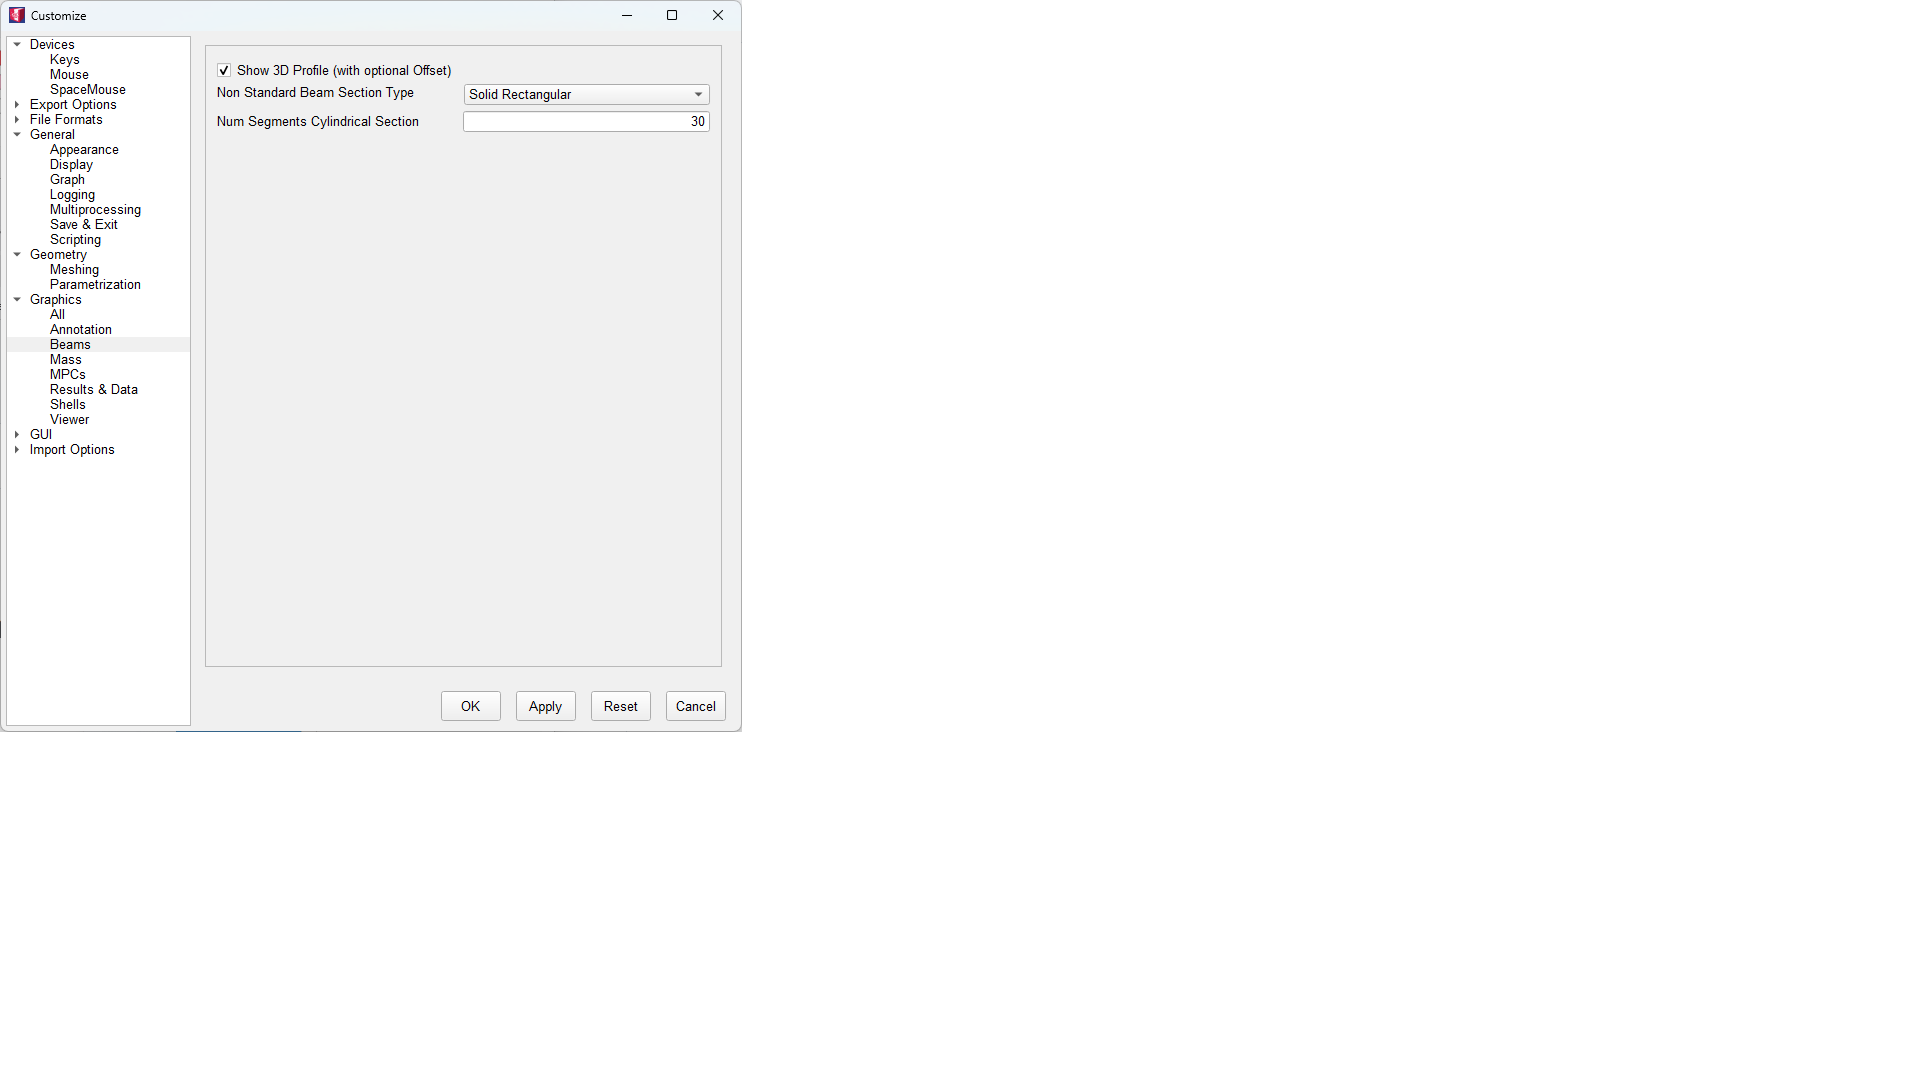 Customize
Devices
Keys
Mouse
SpaceMouse
Export Options
File Formats
General
Appearance
Display
Graph
Logging
Multiprocessing
Save & Exit
Scripting
Geometry
Meshing
Parametrization
Graphics
All
Annotation
Beams
Mass
MPCs
Results & Data
Shells
Viewer
GUI
Import Options
Show 3D Profile (with optional Offset)
Non Standard Beam Section Type Solid Rectangular
Num Segments Cylindrical Section 30
OK Apply Reset Cancel